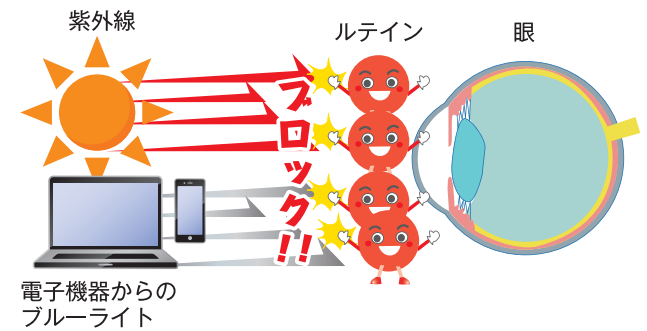 紫外線
ルテイン
眼
ブロック!!
電子機器からの
ブルーライト